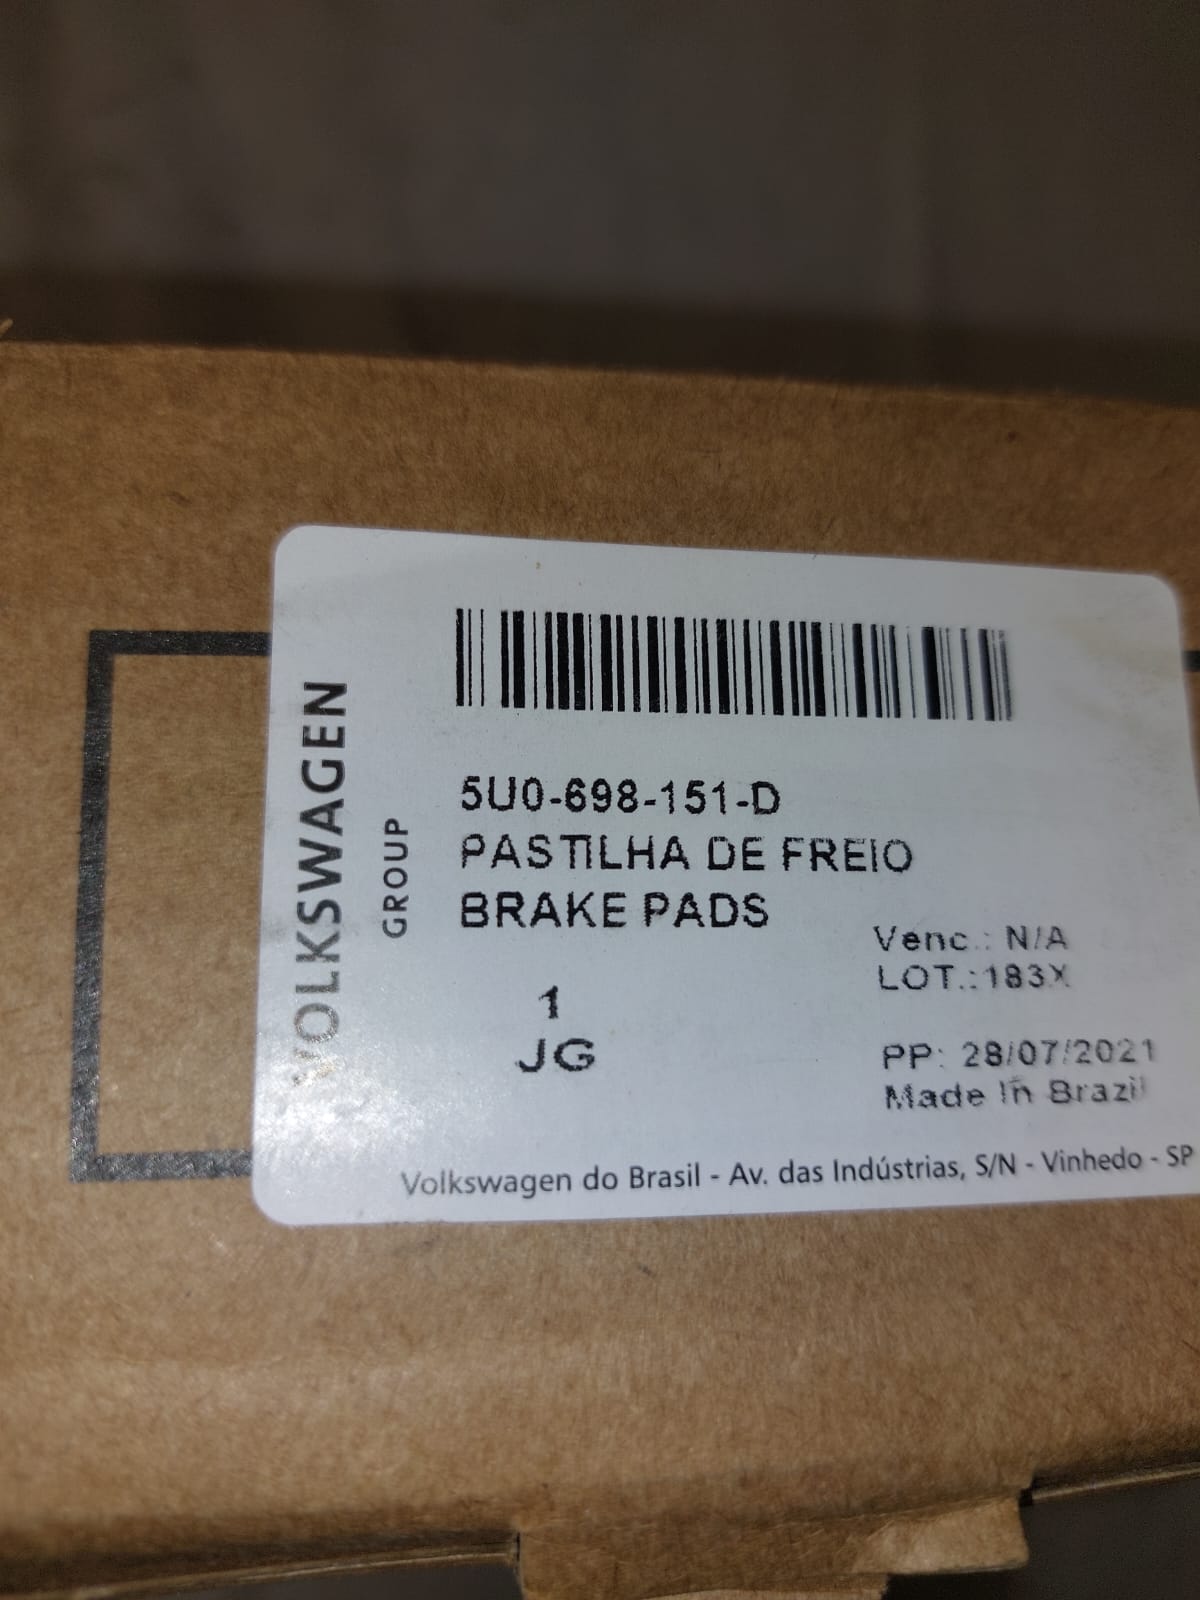 VOLKSWAGEN
GROUP
5U0-698-151-D
PASTILHA DE FREIO
BRAKE PADS
Venc.: N/A
LOT.:183X
1
JG
PP: 28/07/2021
Made In Brazil
Volkswagen do Brasil - Av. das Indústrias, S/N - Vinhedo - SP